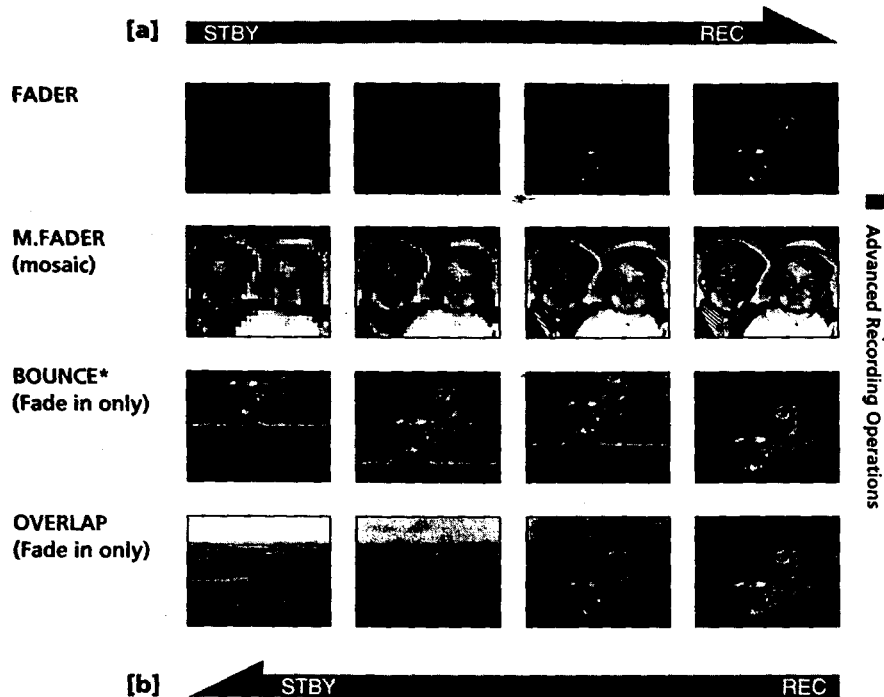 [a] STBY REC
FADER
M.FADER
(mosaic)
BOUNCE*
(Fade in only)
OVERLAP
(Fade in only)
[b] STBY REC
Advanced Recording Operations